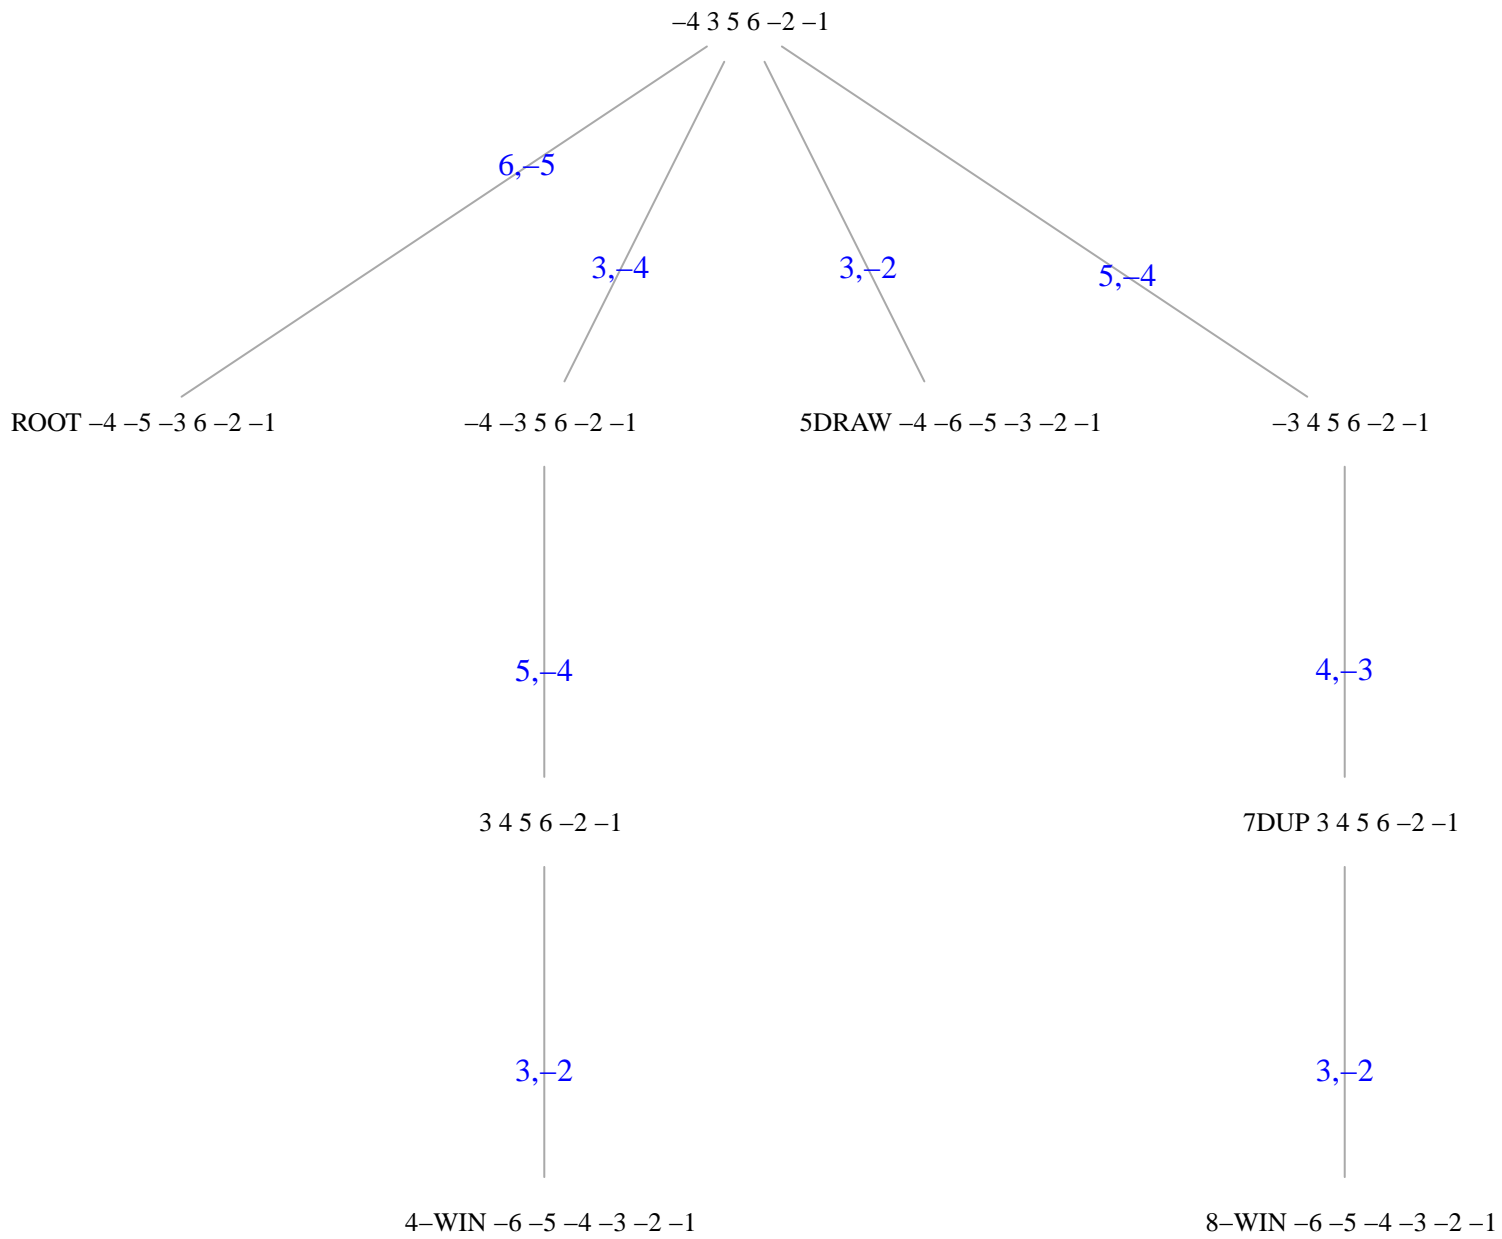 –4 3 5 6 –2 –1
6,–5
3,–4
3,–2
5,–4
ROOT –4 –5 –3 6 –2 –1
–4 –3 5 6 –2 –1
5DRAW –4 –6 –5 –3 –2 –1
–3 4 5 6 –2 –1
5,–4
4,–3
3 4 5 6 –2 –1
7DUP 3 4 5 6 –2 –1
3,–2
3,–2
4–WIN –6 –5 –4 –3 –2 –1
8–WIN –6 –5 –4 –3 –2 –1